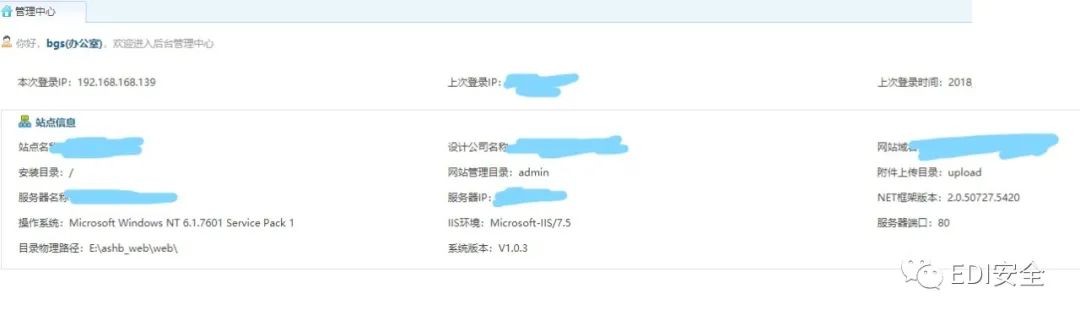 管理中心
你好，bgs(办公室)，欢迎进入后台管理中心
本次登录IP：192.168.168.139 上次登录IP： 上次登录时间：2018
站点信息
站点名称 设计公司名称 网站域名
安装目录：/ 网站管理目录：admin 附件上传目录：upload
服务器名称 服务器IP： NET框架版本：2.0.50727.5420
操作系统：Microsoft Windows NT 6.1.7601 Service Pack 1 IIS环境：Microsoft-IIS/7.5 服务器端口：80
目录物理路径：E:\ashb_web\web\ 系统版本：V1.0.3
EDI安全